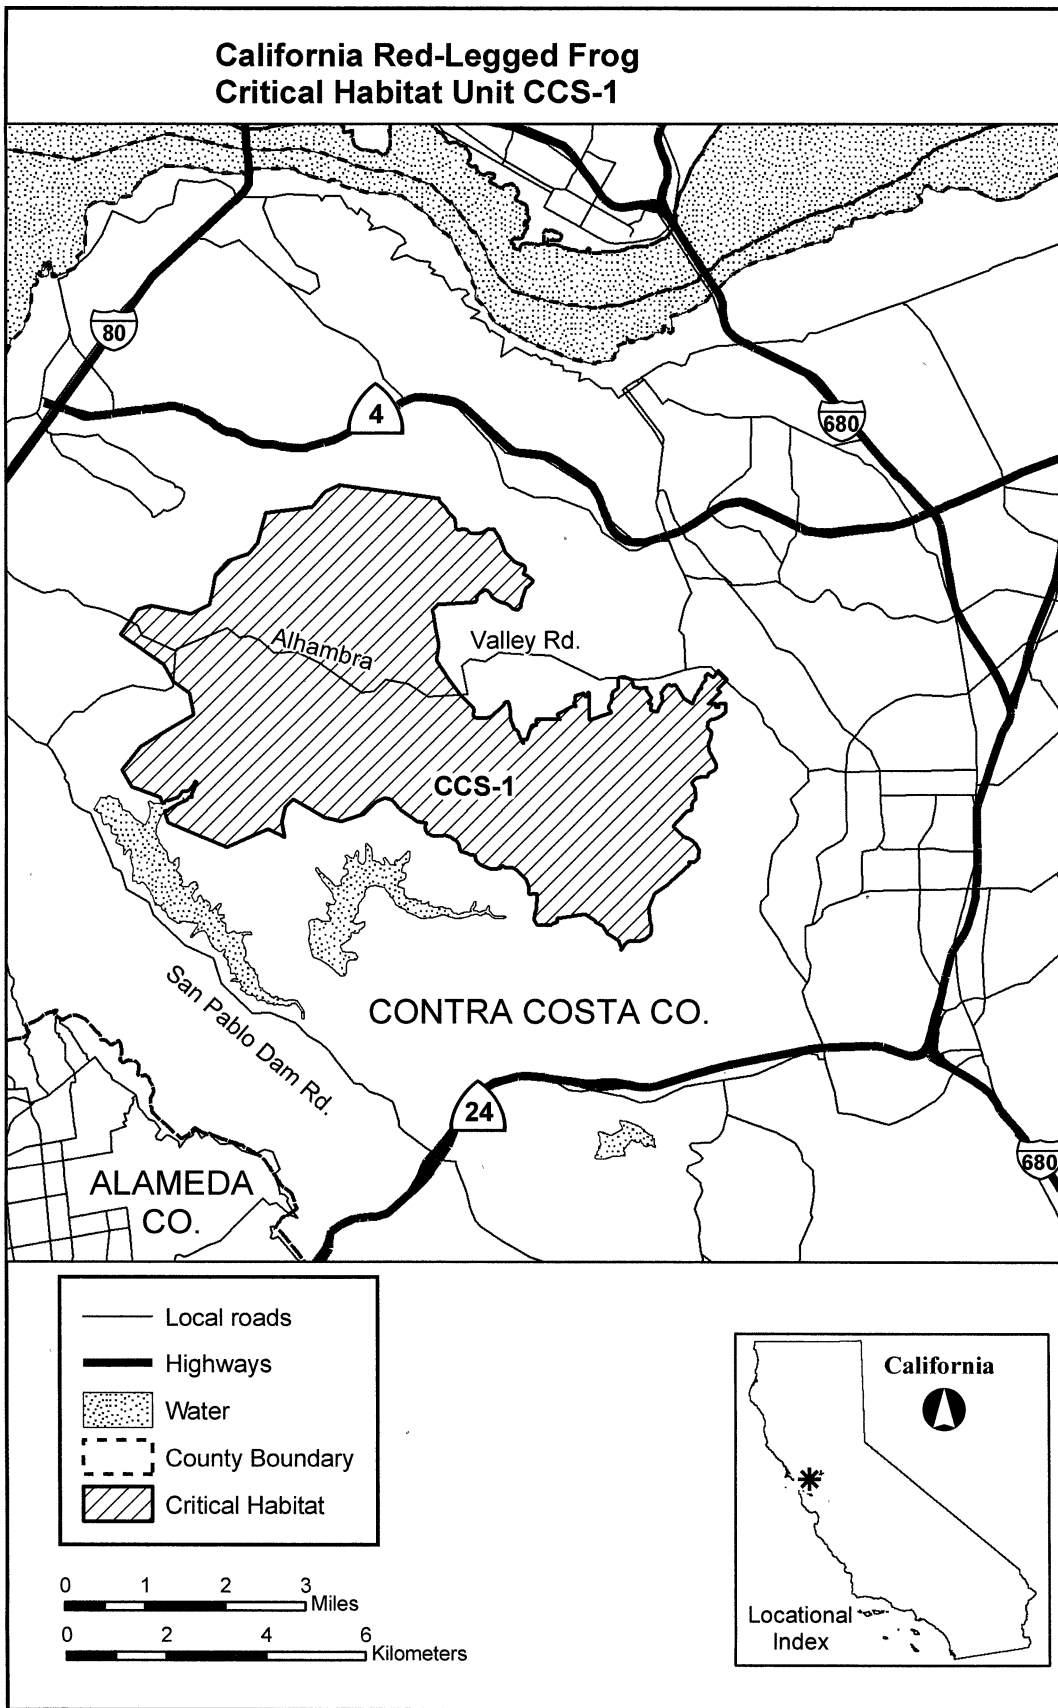 California Red-Legged Frog
Critical Habitat Unit CCS-1
80
4
680
Alhambra
Valley Rd.
CCS-1
San Pablo Dam Rd.
CONTRA COSTA CO.
24
680
ALAMEDA
CO.
Local roads
Highways
Water
County Boundary
Critical Habitat
0 1 2 3
Miles
0 2 4 6
Kilometers
California
Locational
Index